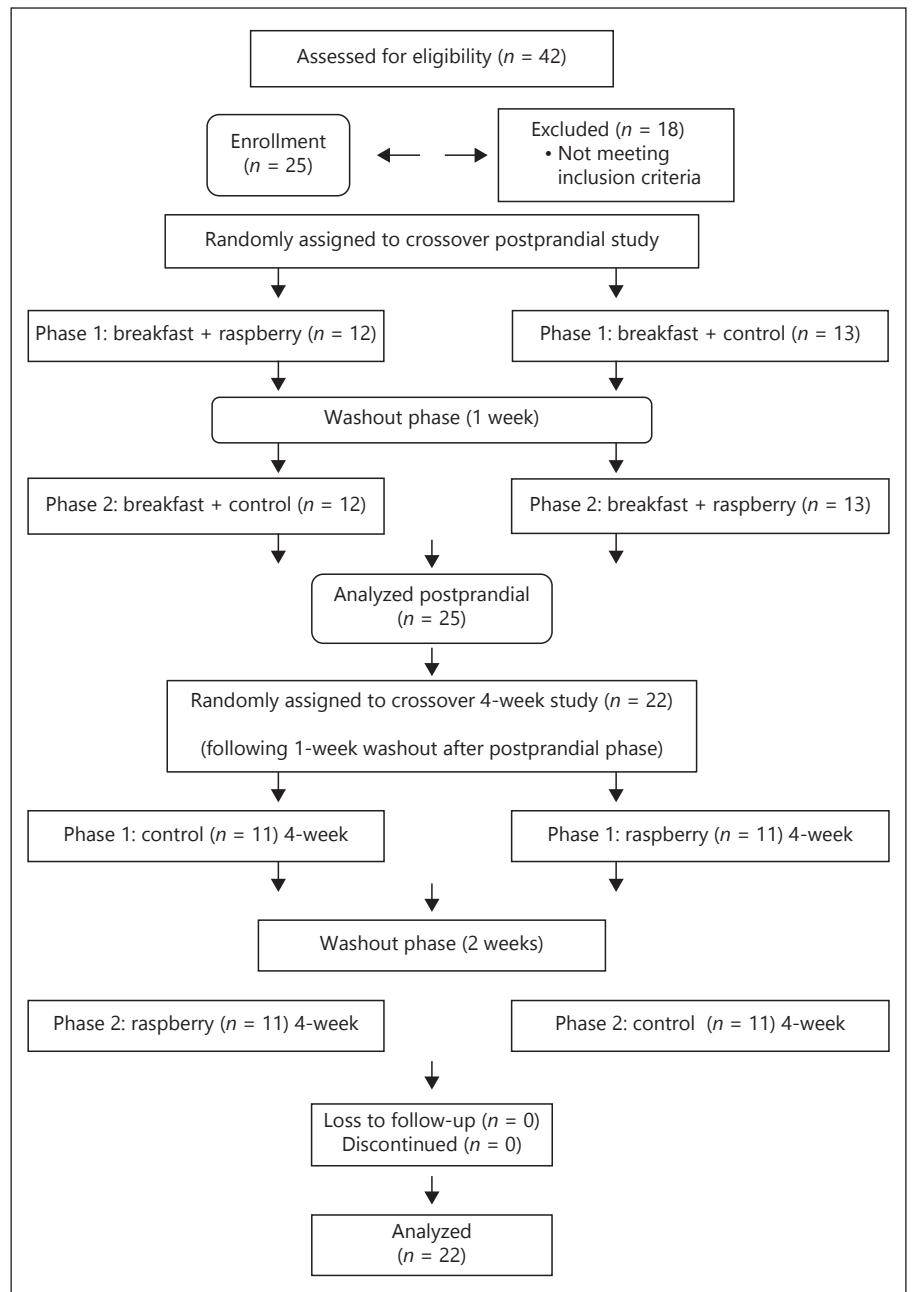 Assessed for eligibility (n = 42)
Enrollment
(n = 25)
Excluded (n = 18)
• Not meeting
inclusion criteria
Randomly assigned to crossover postprandial study
Phase 1: breakfast + raspberry (n = 12)
Phase 1: breakfast + control (n = 13)
Washout phase (1 week)
Phase 2: breakfast + control (n = 12)
Phase 2: breakfast + raspberry (n = 13)
Analyzed postprandial
(n = 25)
Randomly assigned to crossover 4-week study (n = 22)
(following 1-week washout after postprandial phase)
Phase 1: control (n = 11) 4-week
Phase 1: raspberry (n = 11) 4-week
Washout phase (2 weeks)
Phase 2: raspberry (n = 11) 4-week
Phase 2: control (n = 11) 4-week
Loss to follow-up (n = 0)
Discontinued (n = 0)
Analyzed
(n = 22)